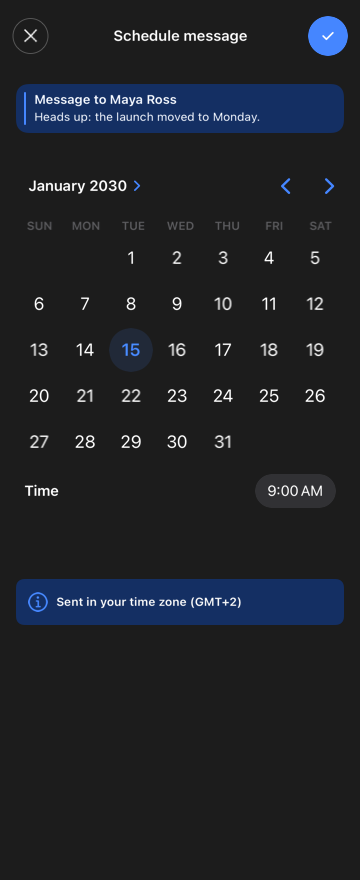 Schedule message
Message to Maya Ross
Heads up: the launch moved to Monday.
January 2030
SUN MON TUE WED THU FRI SAT
1 2 3 4 5
6 7 8 9 10 11 12
13 14 15 16 17 18 19
20 21 22 23 24 25 26
27 28 29 30 31
Time 9:00 AM
Sent in your time zone (GMT+2)